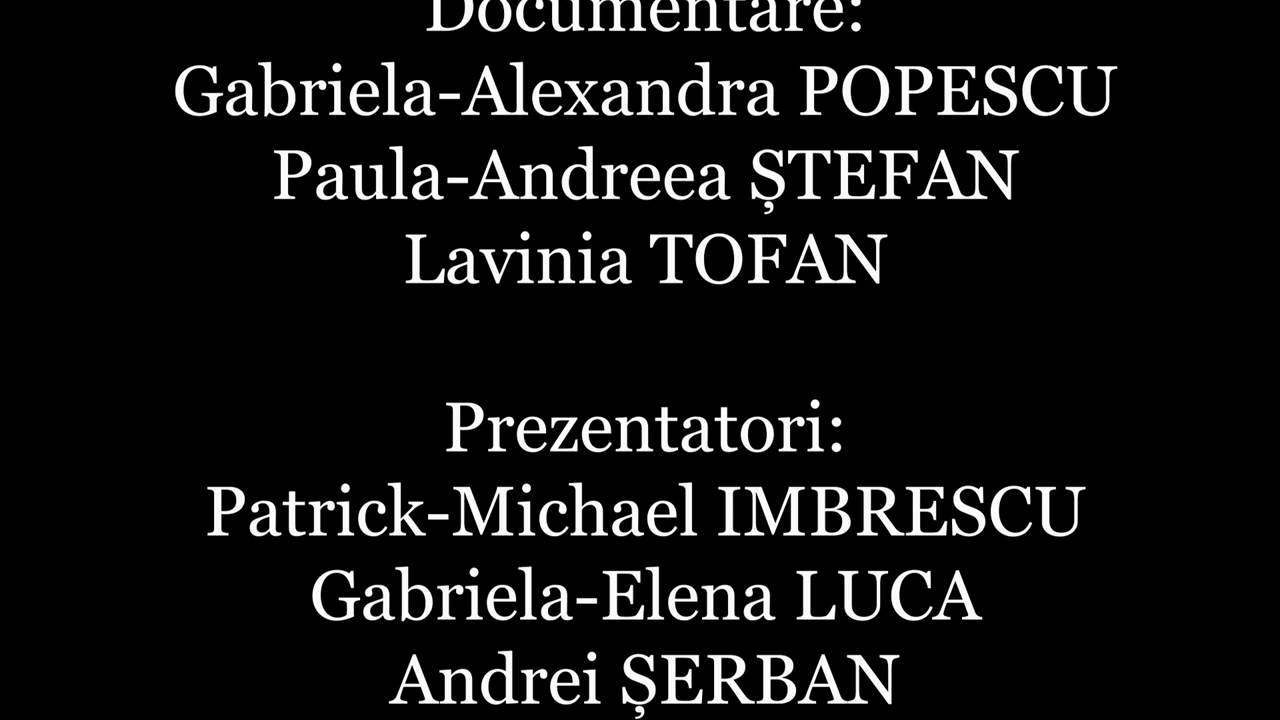 Documentare:
Gabriela-Alexandra POPESCU
Paula-Andreea ȘTEFAN
Lavinia TOFAN
Prezentatori:
Patrick-Michael IMBRESCU
Gabriela-Elena LUCA
Andrei ȘERBAN